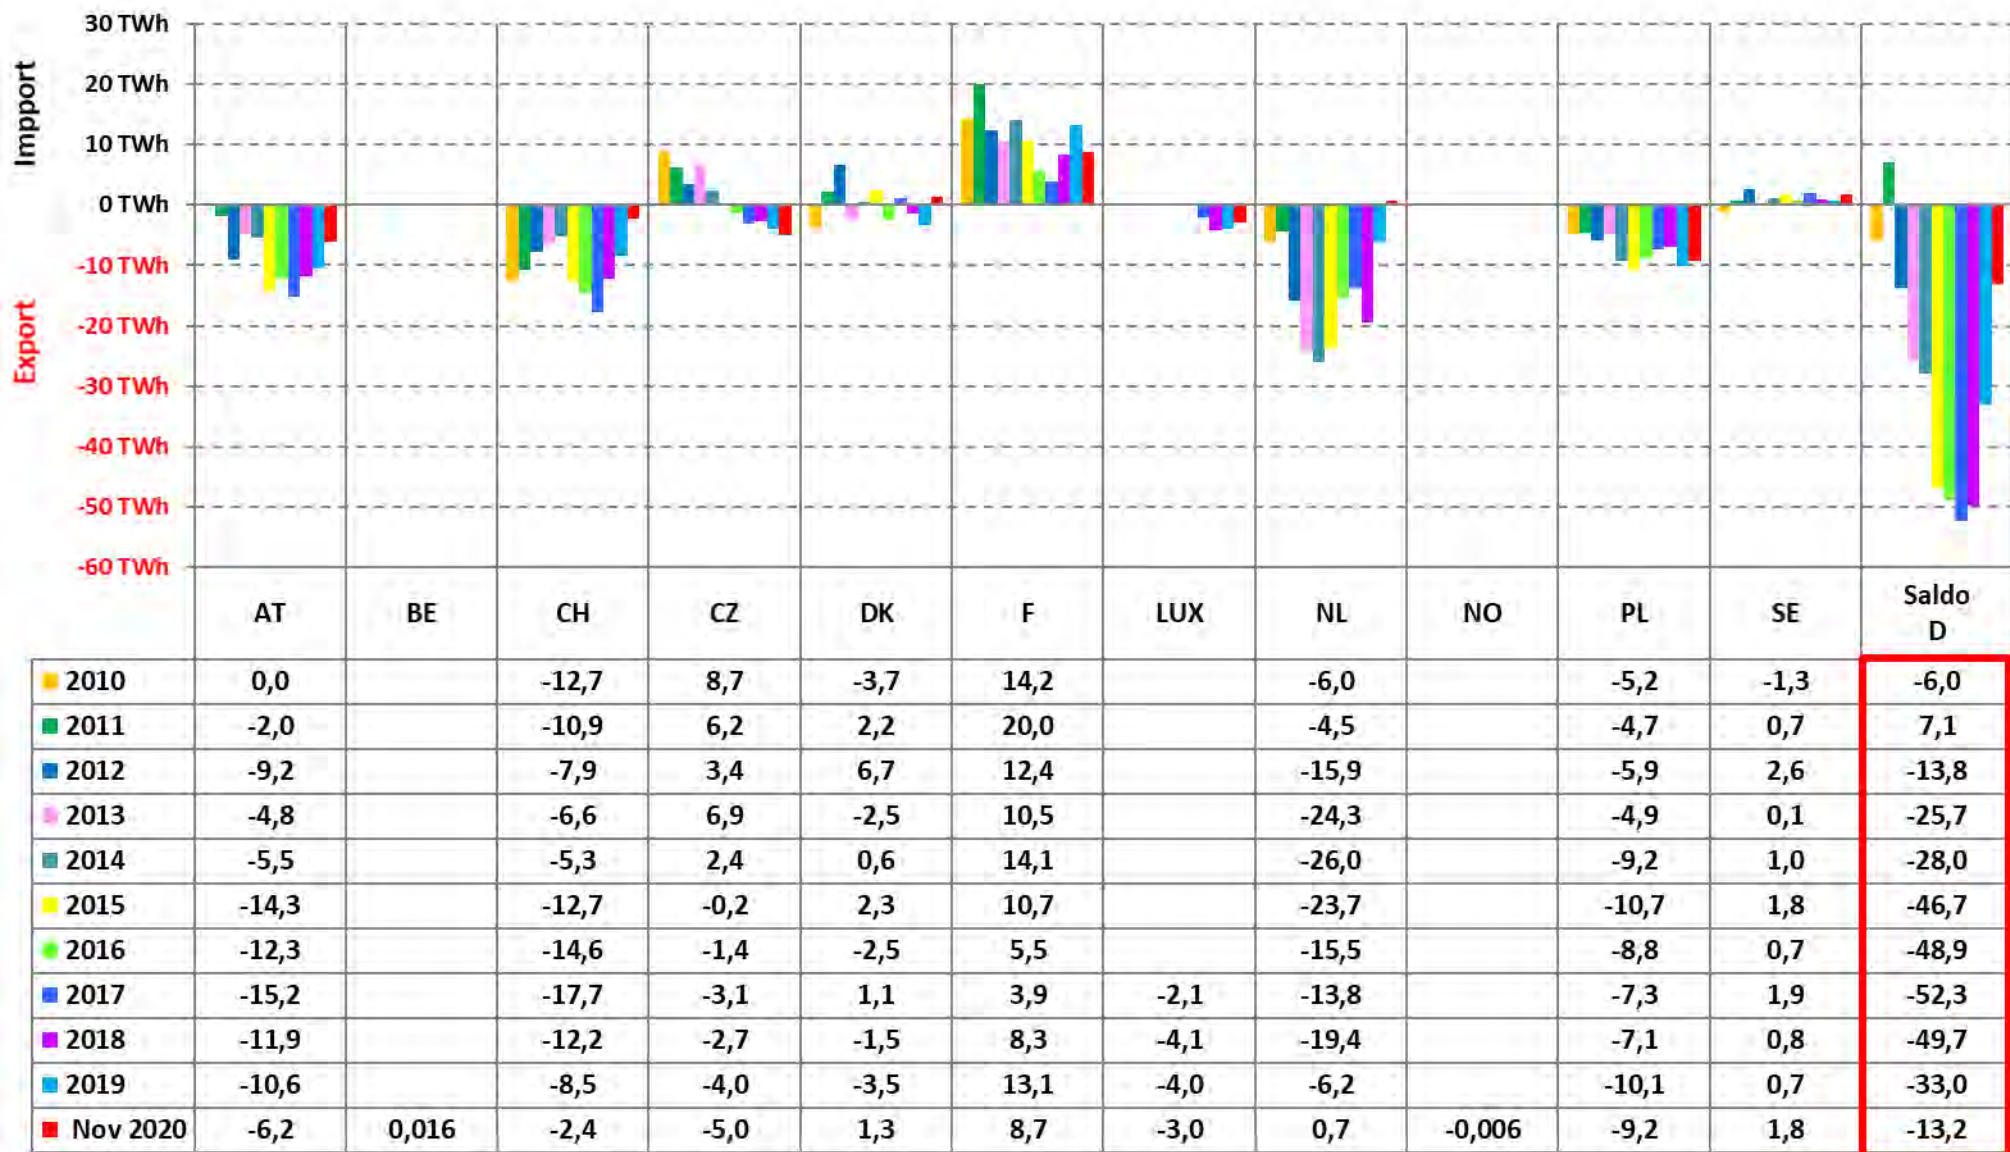 30 TWh
20 TWh
10 TWh
0 TWh
-10 TWh
-20 TWh
-30 TWh
-40 TWh
-50 TWh
-60 TWh
Impport
Export
AT BE CH CZ DK F LUX NL NO PL SE Saldo D
2010 0,0 -12,7 8,7 -3,7 14,2 -6,0 -5,2 -1,3 -6,0
2011 -2,0 -10,9 6,2 2,2 20,0 -4,5 -4,7 0,7 7,1
2012 -9,2 -7,9 3,4 6,7 12,4 -15,9 -5,9 2,6 -13,8
2013 -4,8 -6,6 6,9 -2,5 10,5 -24,3 -4,9 0,1 -25,7
2014 -5,5 -5,3 2,4 0,6 14,1 -26,0 -9,2 1,0 -28,0
2015 -14,3 -12,7 -0,2 2,3 10,7 -23,7 -10,7 1,8 -46,7
2016 -12,3 -14,6 -1,4 -2,5 5,5 -15,5 -8,8 0,7 -48,9
2017 -15,2 -17,7 -3,1 1,1 3,9 -2,1 -13,8 -7,3 1,9 -52,3
2018 -11,9 -12,2 -2,7 -1,5 8,3 -4,1 -19,4 -7,1 0,8 -49,7
2019 -10,6 -8,5 -4,0 -3,5 13,1 -4,0 -6,2 -10,1 0,7 -33,0
Nov 2020 -6,2 0,016 -2,4 -5,0 1,3 8,7 -3,0 0,7 -0,006 -9,2 1,8 -13,2